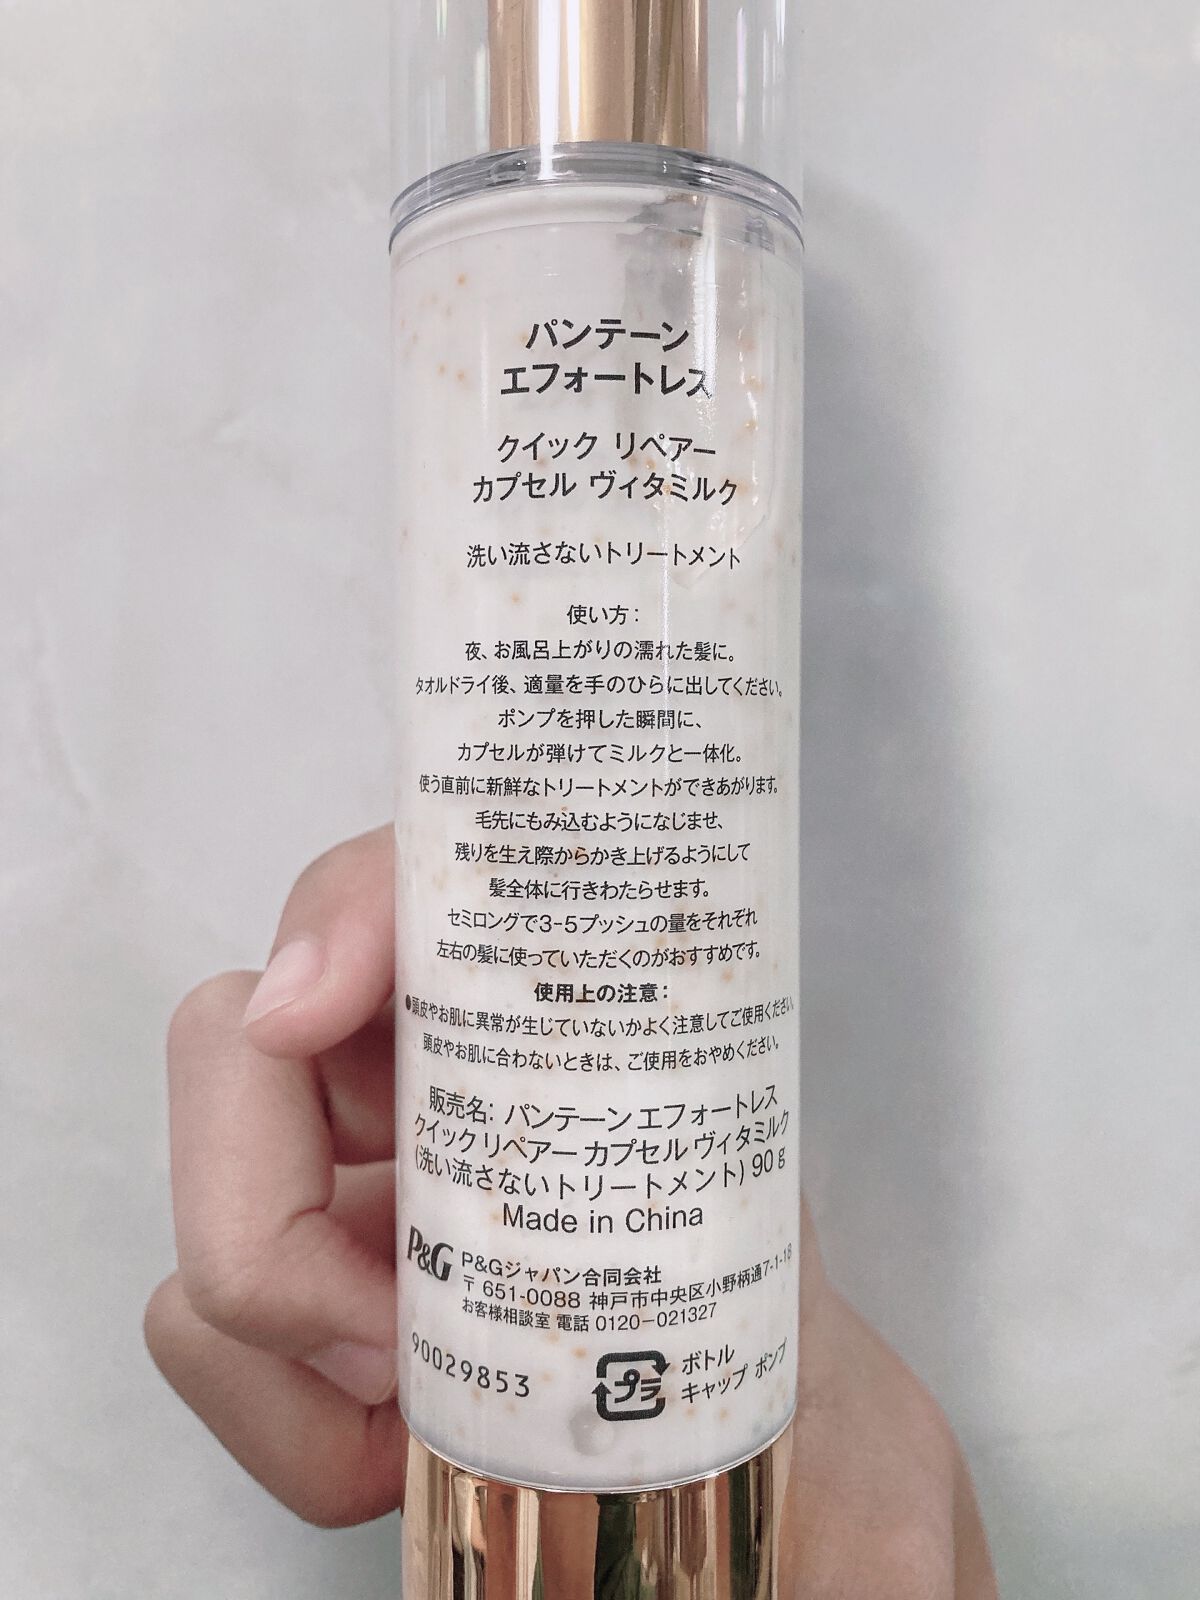 パンテーン
エフォートレス
クイック リペアー
カプセル ヴィタミルク
洗い流さないトリートメント
使い方:
夜、お風呂上がりの濡れた髪に。
タオルドライ後、適量を手のひらに出してください。
ポンプを押した瞬間に、
カプセルが弾けてミルクと一体化。
使う直前に新鮮なトリートメントができあがります。
毛先にもみ込むようになじませ、
残りを生え際からかき上げるようにして
髪全体に行きわたらせます。
セミロングで3-5プッシュの量をそれぞれ
左右の髪に使っていただくのがおすすめです。
使用上の注意:
●頭皮やお肌に異常が生じていないかよく注意してご使用ください。
頭皮やお肌に合わないときは、ご使用をおやめください。
販売名: パンテーン エフォートレス
クイック リペアー カプセル ヴィタミルク
(洗い流さないトリートメント) 90 g
Made in China
P&G P&Gジャパン合同会社
〒 651-0088 神戸市中央区小野柄通7-1-18
お客様相談室 電話 0120-021327
90029853
プラ ボトル
キャップ ポンプ